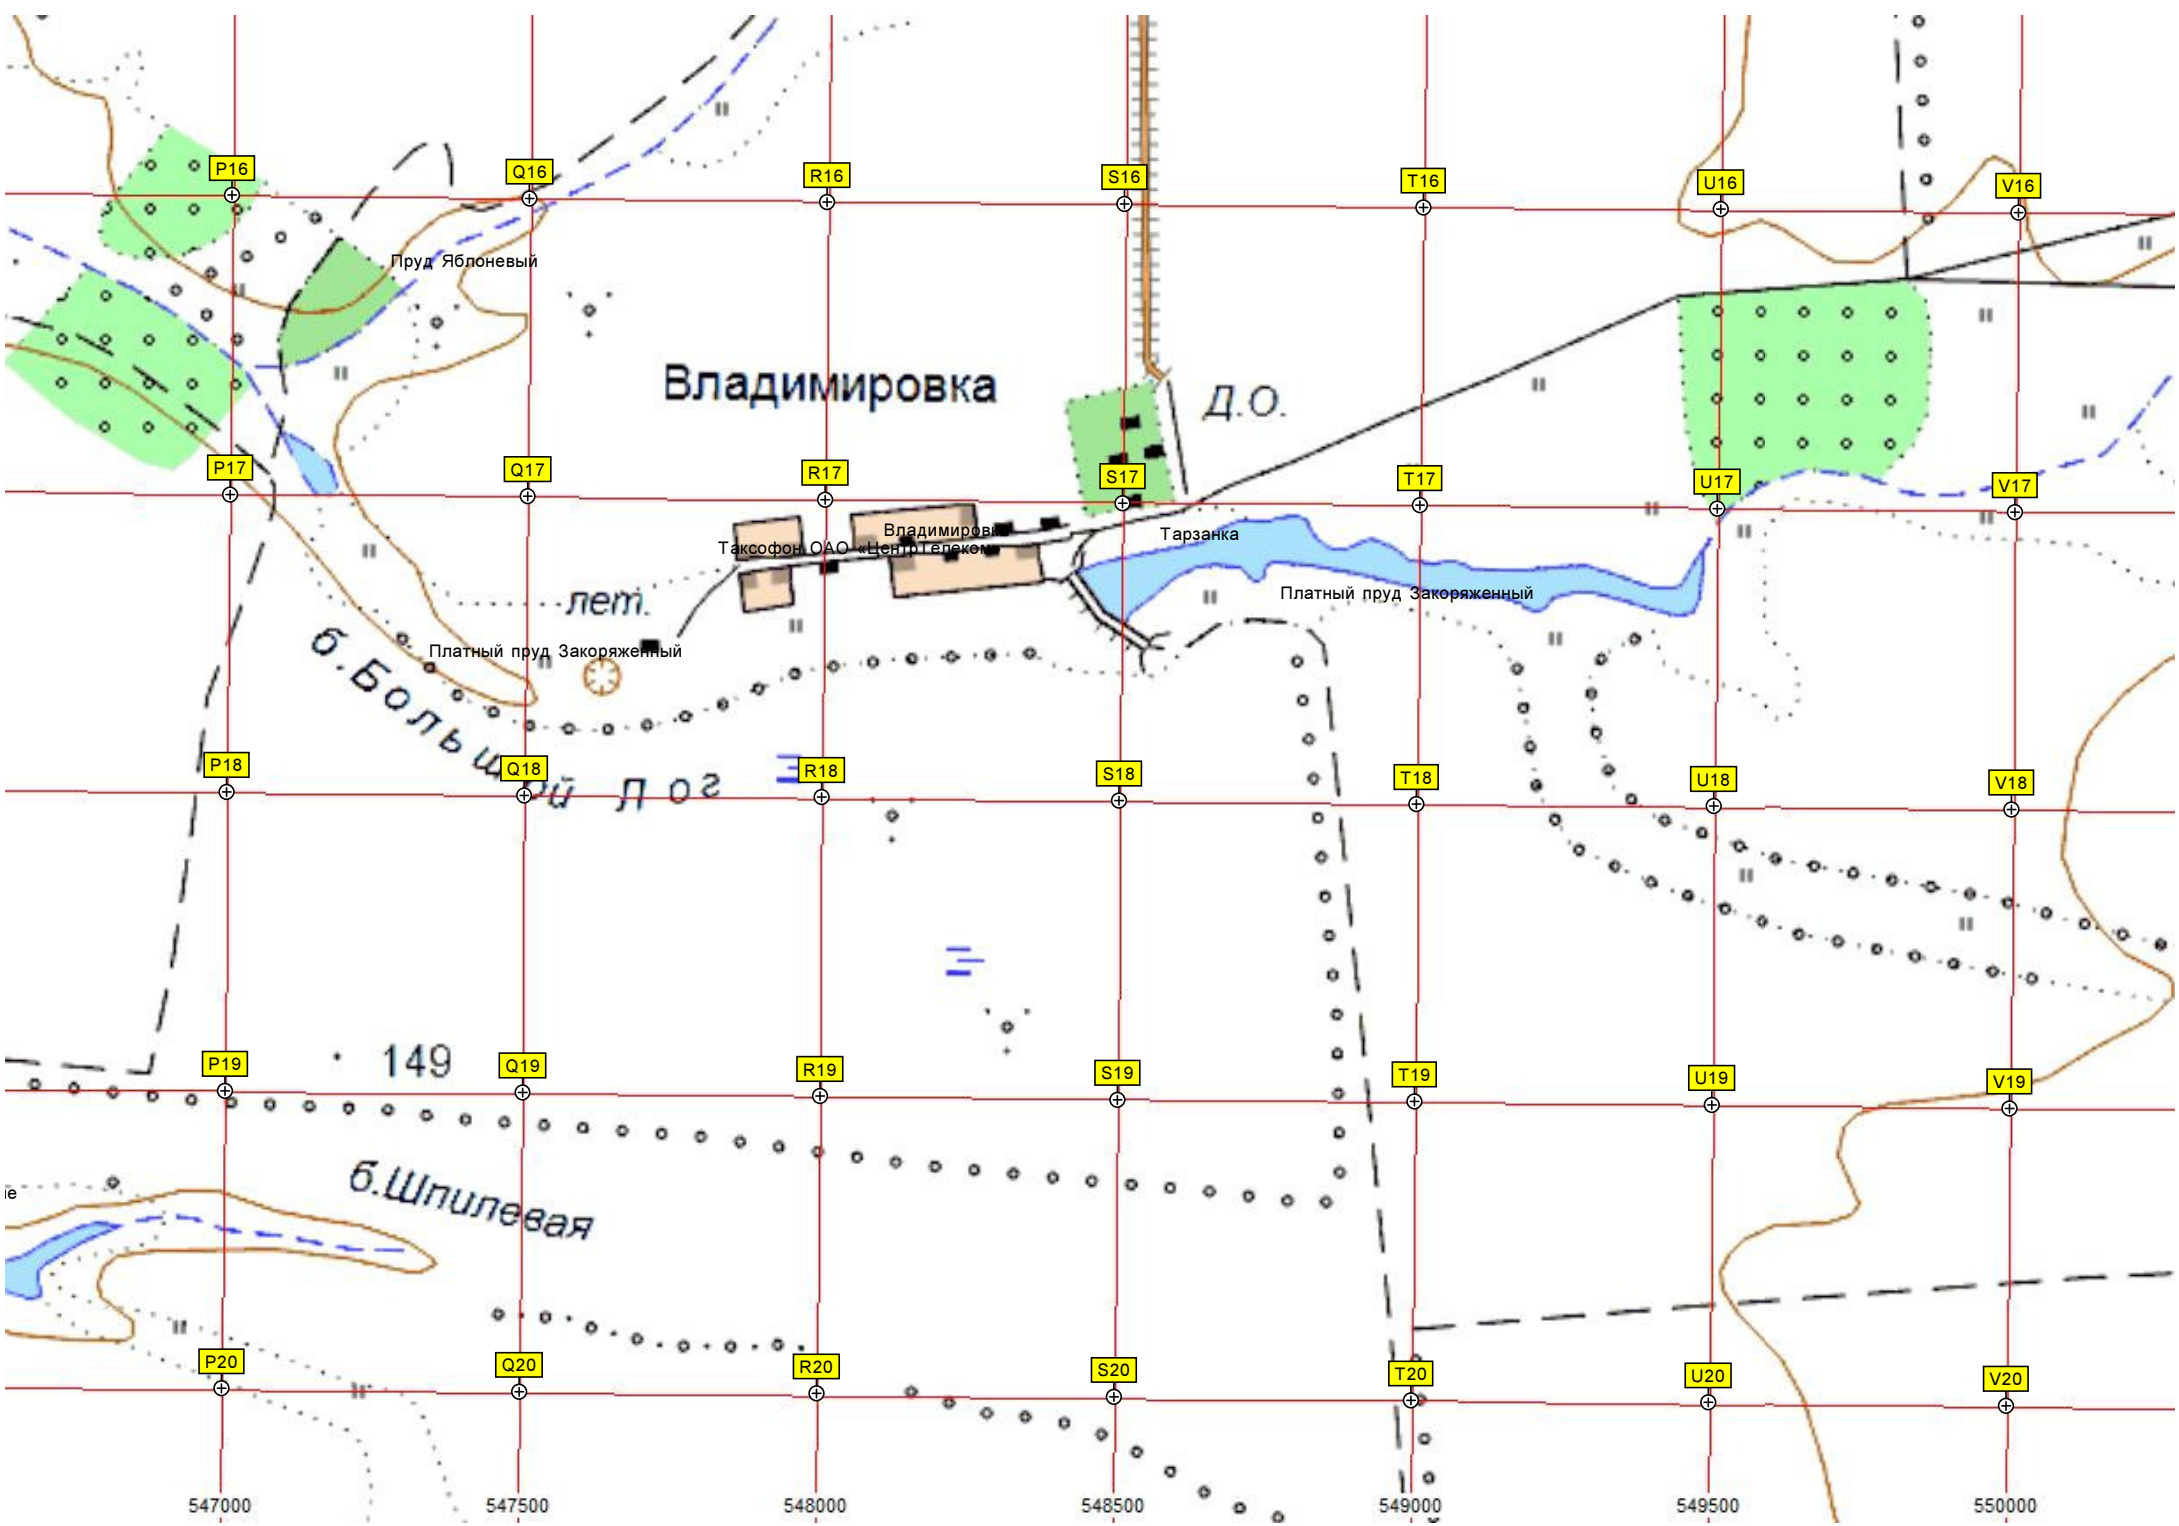 P16
Q16
R16
S16
T16
U16
V16
Пруд Яблоневый
Владимировка
Д.О.
P17
Q17
R17
S17
T17
U17
V17
Владимировк
Тарзанка
Таксофон ОАО «ЦентрТелеком»
лет.
Платный пруд Закоряженный
Платный пруд Закоряженный
б.Большой Лог
P18
Q18
R18
S18
T18
U18
V18
149
P19
Q19
R19
S19
T19
U19
V19
б.Шпилевая
P20
Q20
R20
S20
T20
U20
V20
547000
547500
548000
548500
549000
549500
550000